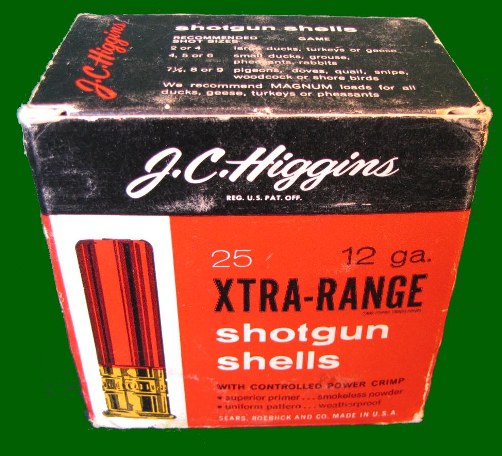 J.C. Higgins
shotgun shells
RECOMMENDED SHOT SIZES: GAME
2 or 4 large ducks, turkeys or geese
4, 5 or 6 small ducks, grouse, pheasants, rabbits
7½, 8 or 9 pigeons, doves, quail, snipe, woodcock or shore birds
We recommend MAGNUM loads for all
ducks, geese, turkeys or pheasants
J.C. Higgins
REG. U.S. PAT. OFF.
25 12 ga.
XTRA-RANGE
shotgun
shells
WITH CONTROLLED POWER CRIMP
• superior primer . . . smokeless powder
• uniform pattern . . . weatherproof
SEARS, ROEBUCK AND CO. MADE IN U.S.A.